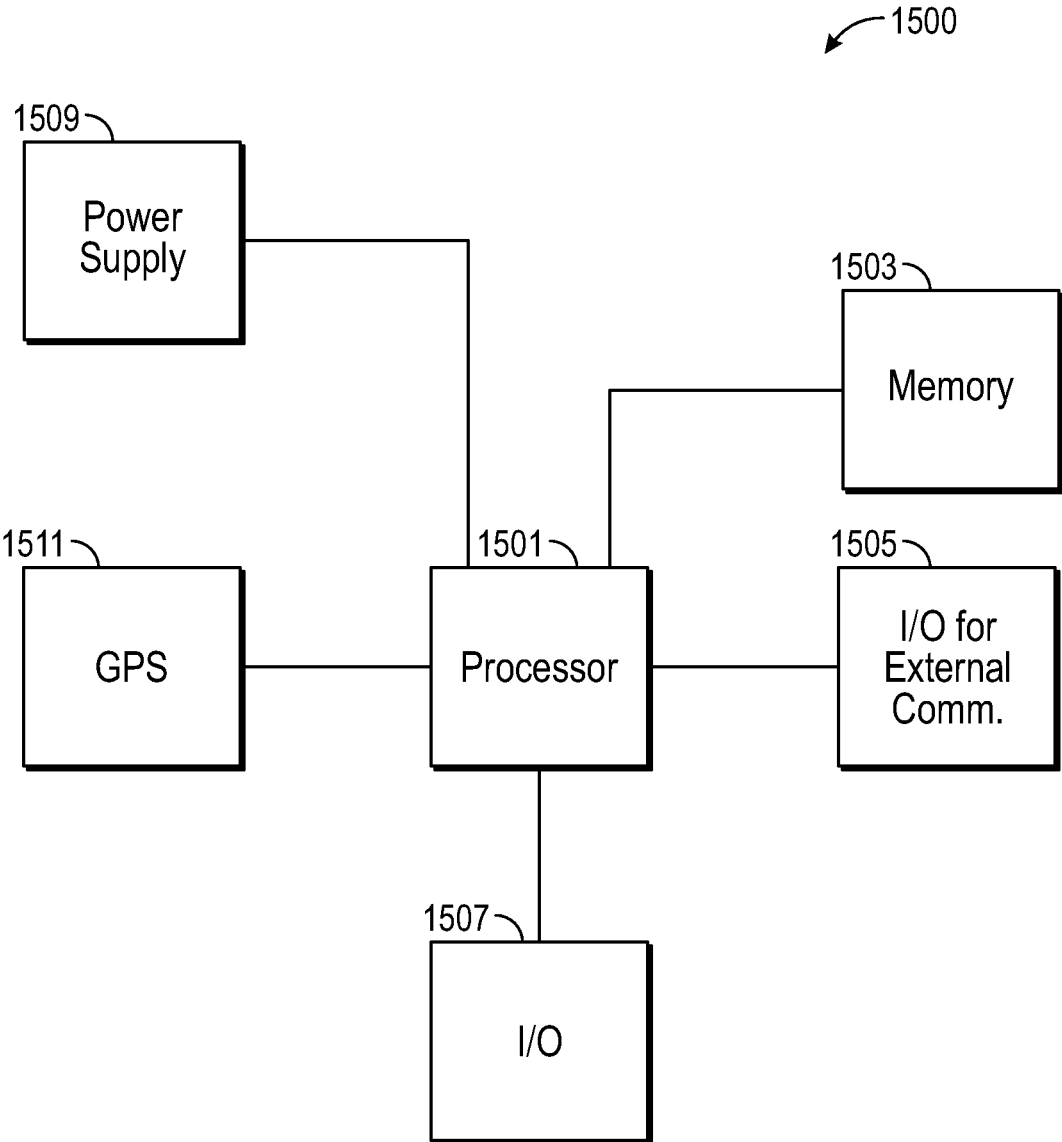 1500
1509
Power
Supply
1503
Memory
1511
GPS
1501
Processor
1505
I/O for
External
Comm.
1507
I/O